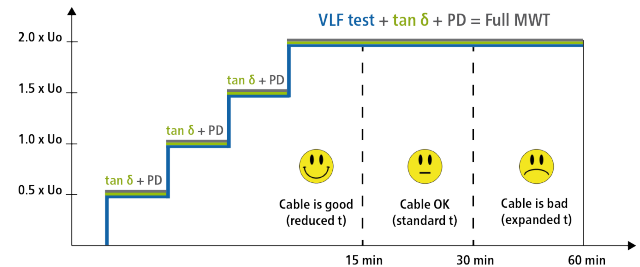 VLF test + tan δ + PD = Full MWT
2.0 x Uo
1.5 x Uo
tan δ + PD
1.0 x Uo
tan δ + PD
0.5 x Uo
tan δ + PD
Cable is good
(reduced t)
Cable OK
(standard t)
Cable is bad
(expanded t)
15 min
30 min
60 min